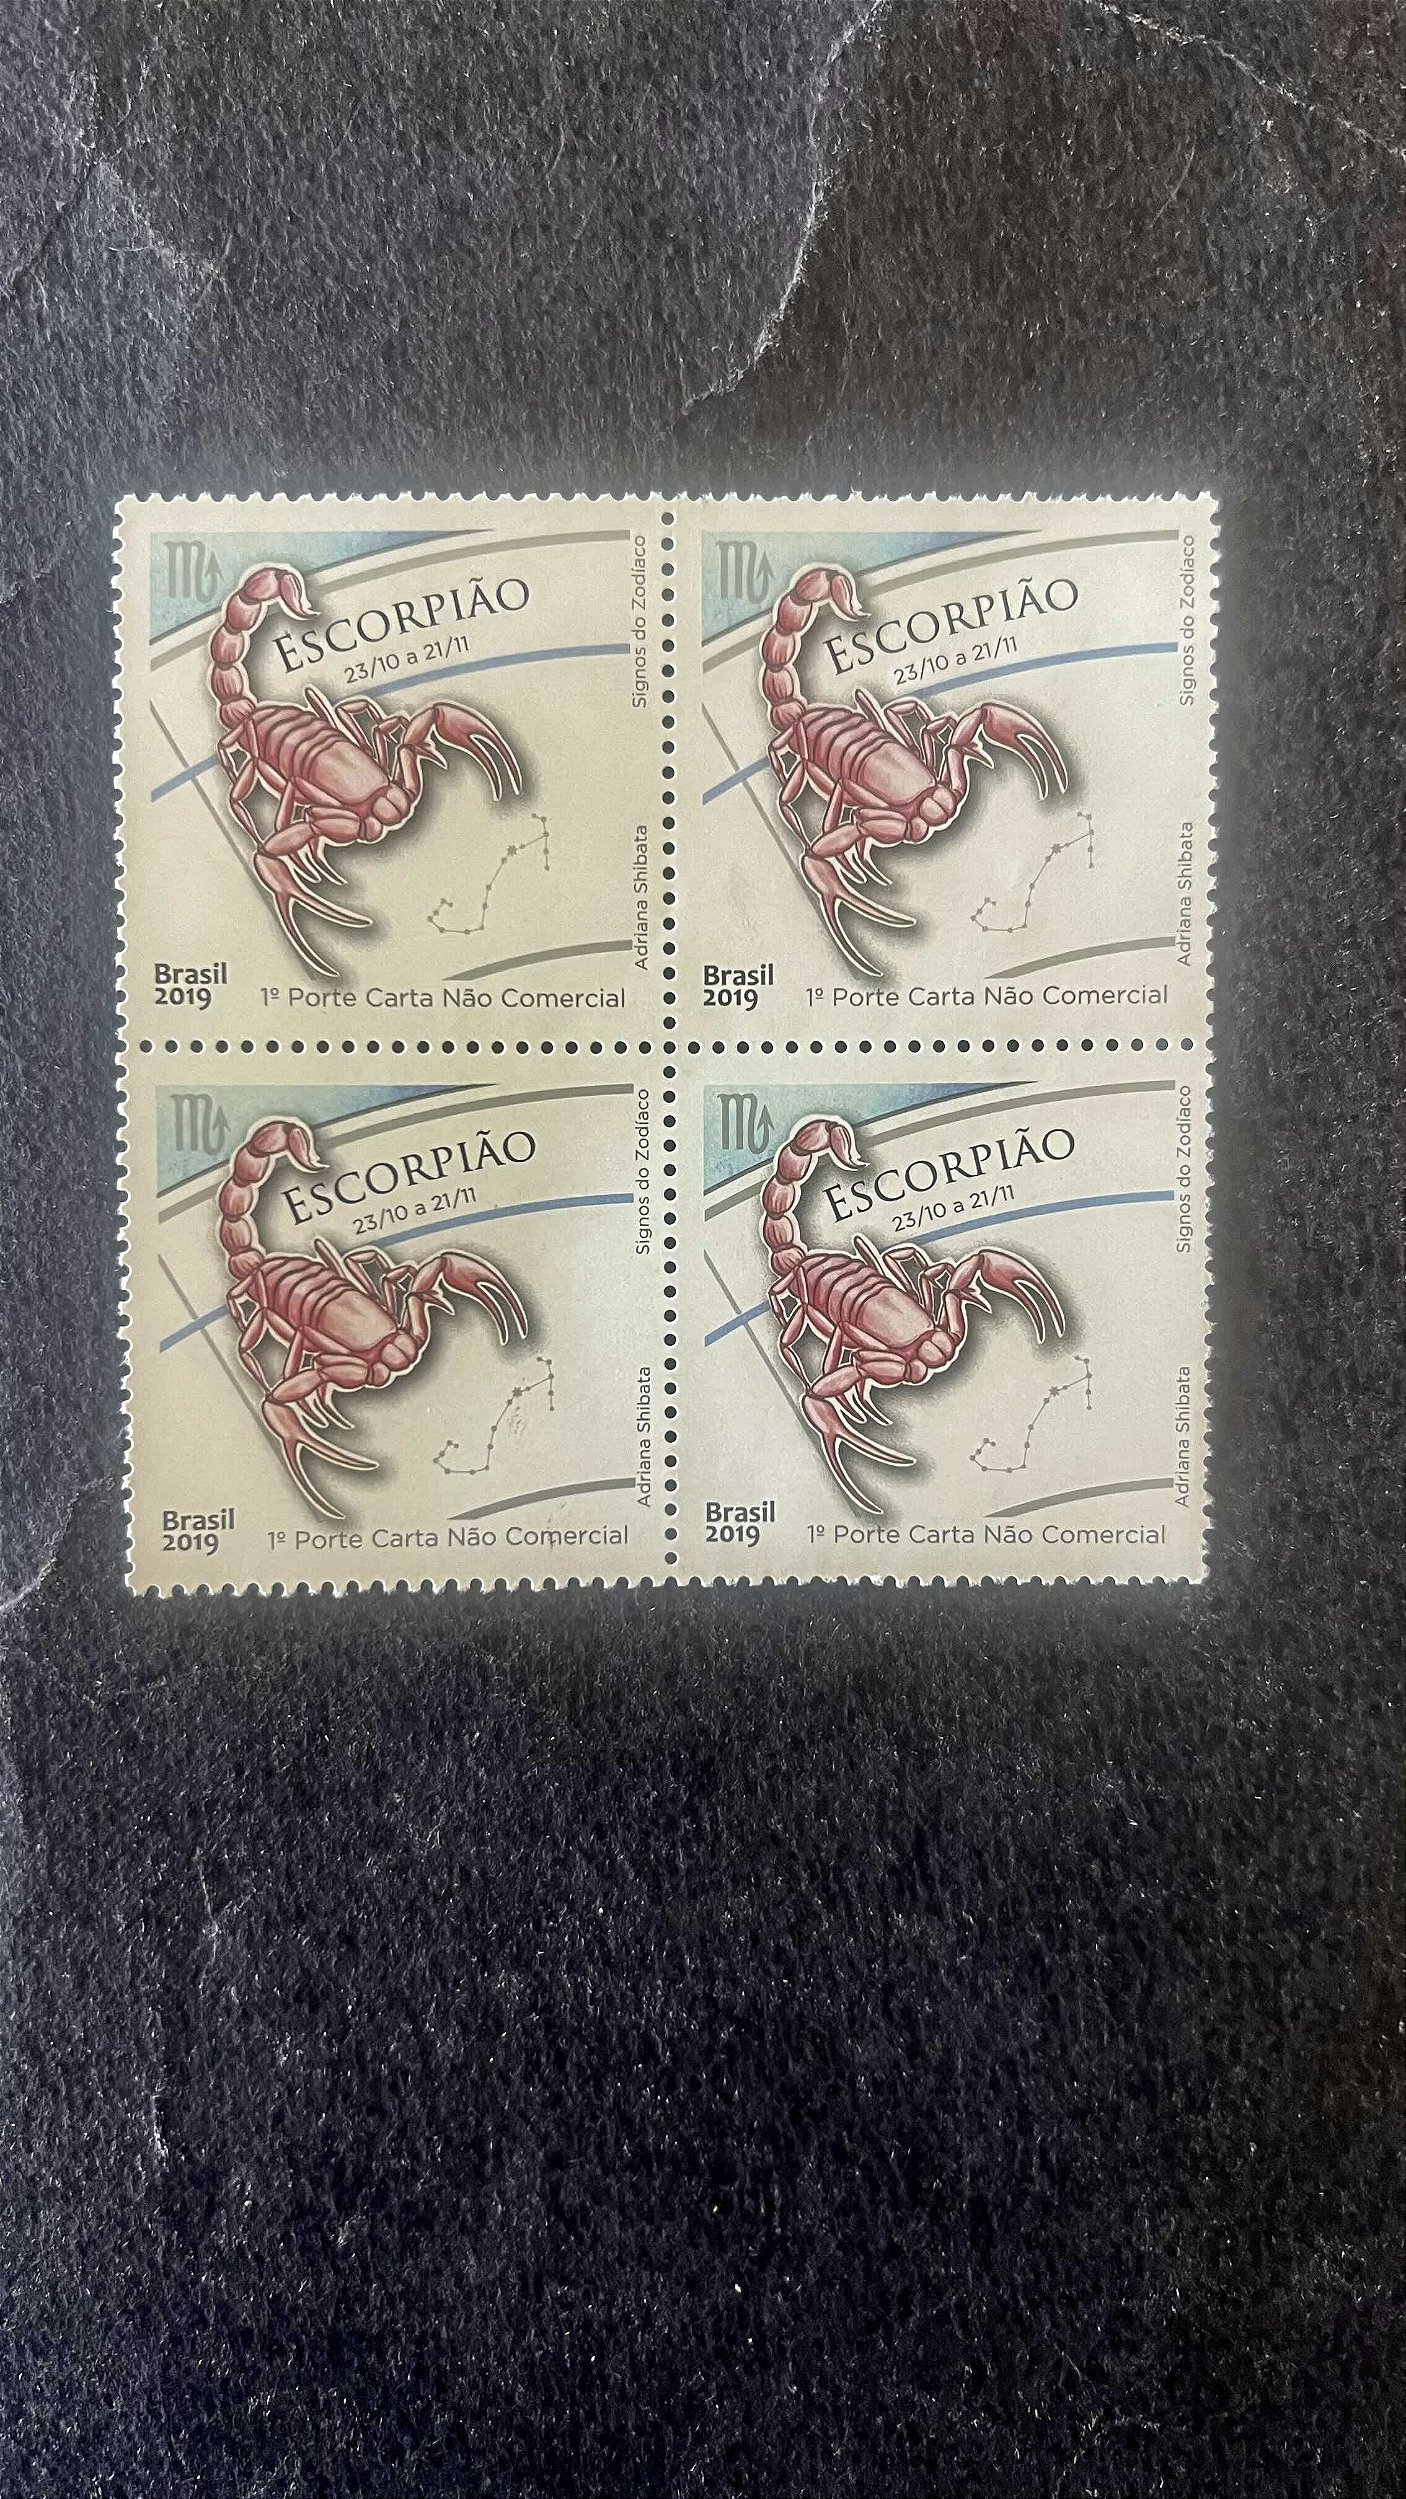 ESCORPIÃO
23/10 a 21/11
Signos do Zodíaco
Adriana Shibata
Brasil
2019
1º Porte Carta Não Comercial
ESCORPIÃO
23/10 a 21/11
Signos do Zodíaco
Adriana Shibata
Brasil
2019
1º Porte Carta Não Comercial
ESCORPIÃO
23/10 a 21/11
Signos do Zodíaco
Adriana Shibata
Brasil
2019
1º Porte Carta Não Comercial
ESCORPIÃO
23/10 a 21/11
Signos do Zodíaco
Adriana Shibata
Brasil
2019
1º Porte Carta Não Comercial